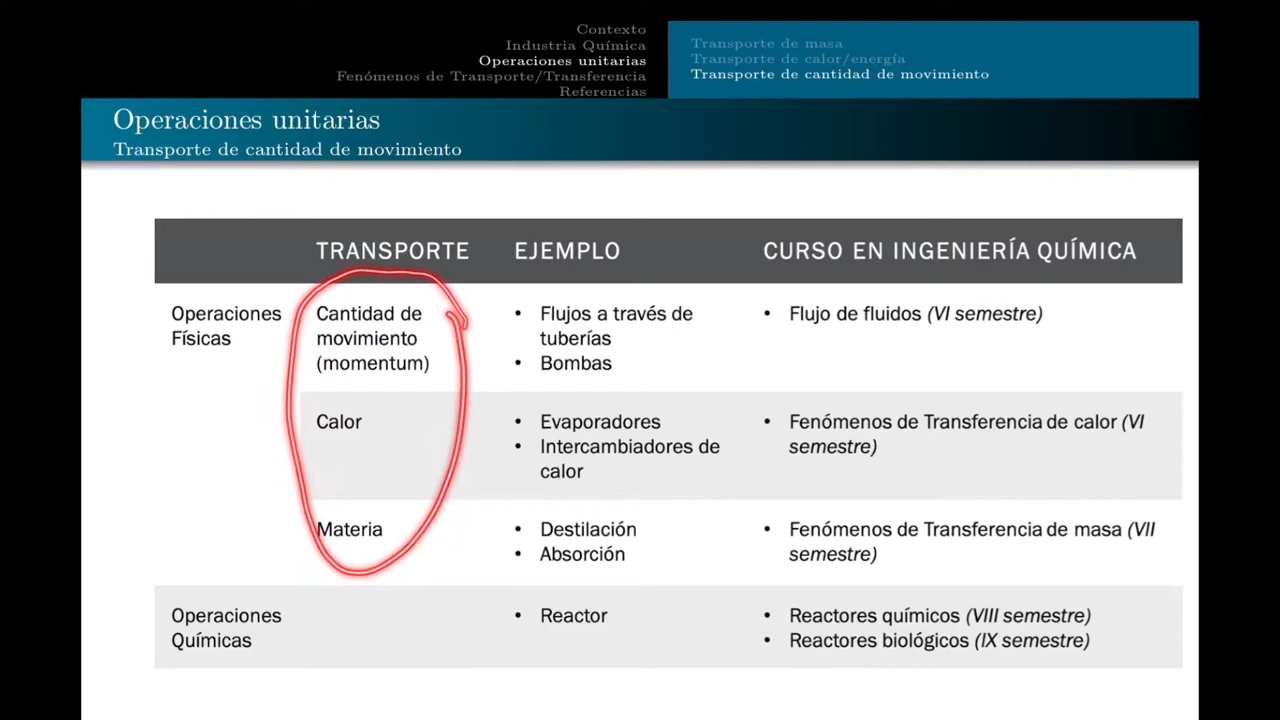 Contexto
Industria Química
Operaciones unitarias
Fenómenos de Transporte/Transferencia
Referencias
Transporte de masa
Transporte de calor/energía
Transporte de cantidad de movimiento
Operaciones unitarias
Transporte de cantidad de movimiento
TRANSPORTE EJEMPLO CURSO EN INGENIERÍA QUÍMICA
Operaciones
Físicas
Cantidad de
movimiento
(momentum)
• Flujos a través de
tuberías
• Bombas
• Flujo de fluidos (VI semestre)
Calor
• Evaporadores
• Intercambiadores de
calor
• Fenómenos de Transferencia de calor (VI
semestre)
Materia
• Destilación
• Absorción
• Fenómenos de Transferencia de masa (VII
semestre)
Operaciones
Químicas
• Reactor
• Reactores químicos (VIII semestre)
• Reactores biológicos (IX semestre)